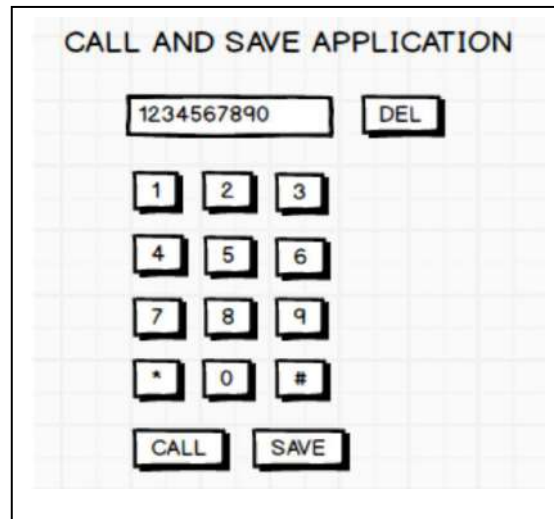 CALL AND SAVE APPLICATION
1234567890 DEL
1 2 3
4 5 6
7 8 9
* 0 #
CALL SAVE